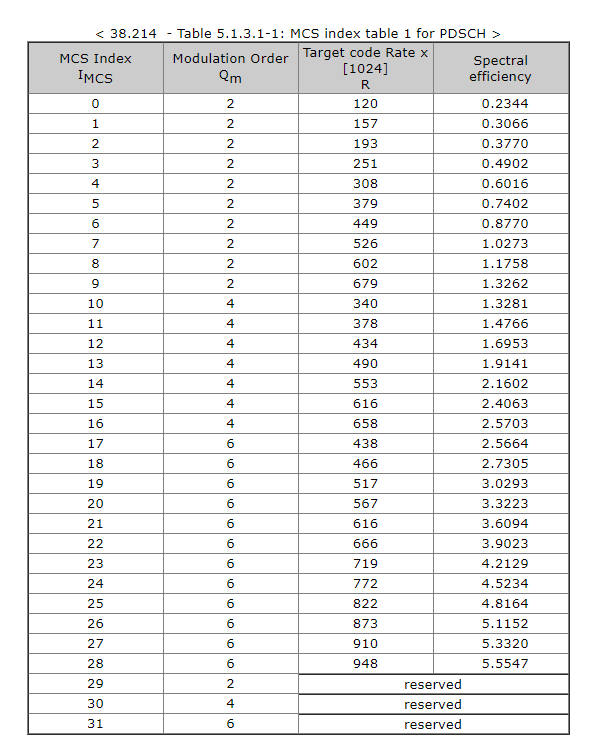 < 38.214 - Table 5.1.3.1-1: MCS index table 1 for PDSCH >
MCS Index IMCS Modulation Order Qm Target code Rate x [1024] R Spectral efficiency
0 2 120 0.2344
1 2 157 0.3066
2 2 193 0.3770
3 2 251 0.4902
4 2 308 0.6016
5 2 379 0.7402
6 2 449 0.8770
7 2 526 1.0273
8 2 602 1.1758
9 2 679 1.3262
10 4 340 1.3281
11 4 378 1.4766
12 4 434 1.6953
13 4 490 1.9141
14 4 553 2.1602
15 4 616 2.4063
16 4 658 2.5703
17 6 438 2.5664
18 6 466 2.7305
19 6 517 3.0293
20 6 567 3.3223
21 6 616 3.6094
22 6 666 3.9023
23 6 719 4.2129
24 6 772 4.5234
25 6 822 4.8164
26 6 873 5.1152
27 6 910 5.3320
28 6 948 5.5547
29 2 reserved
30 4 reserved
31 6 reserved